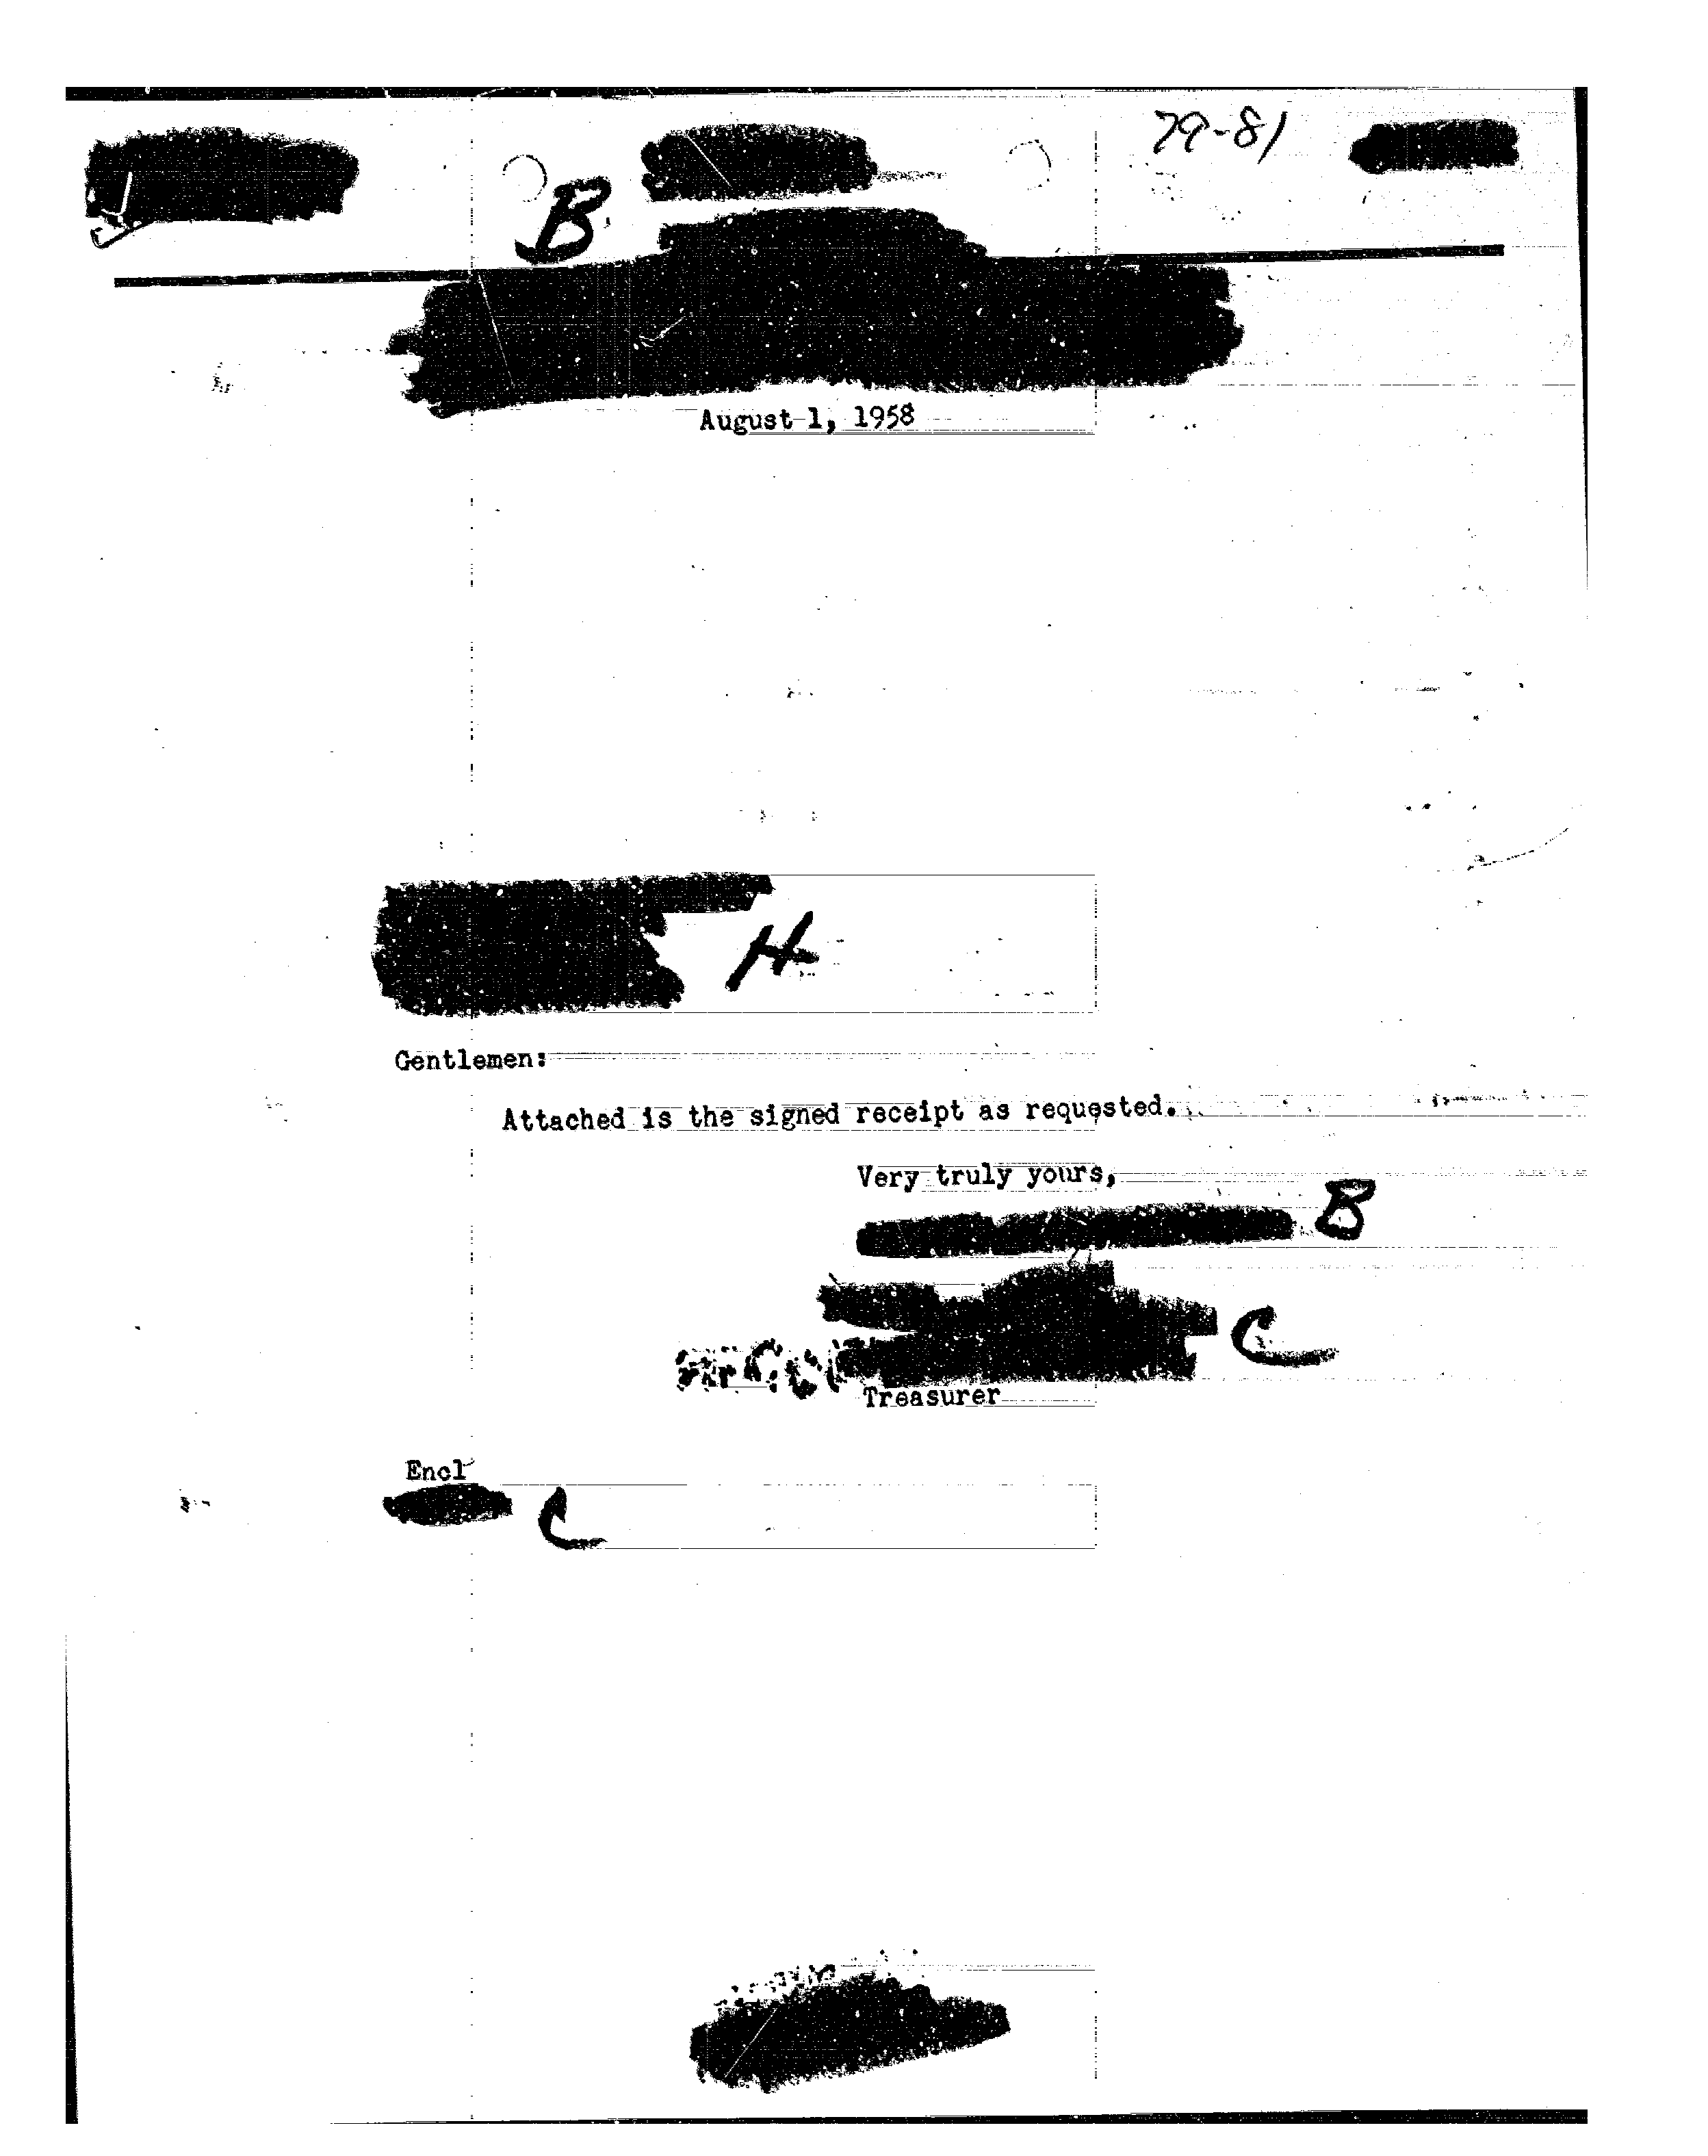 79-81
B
August 1, 1958
H
Gentlemen:
Attached is the signed receipt as requested.
Very truly yours,
B
C
Treasurer
Encl
C